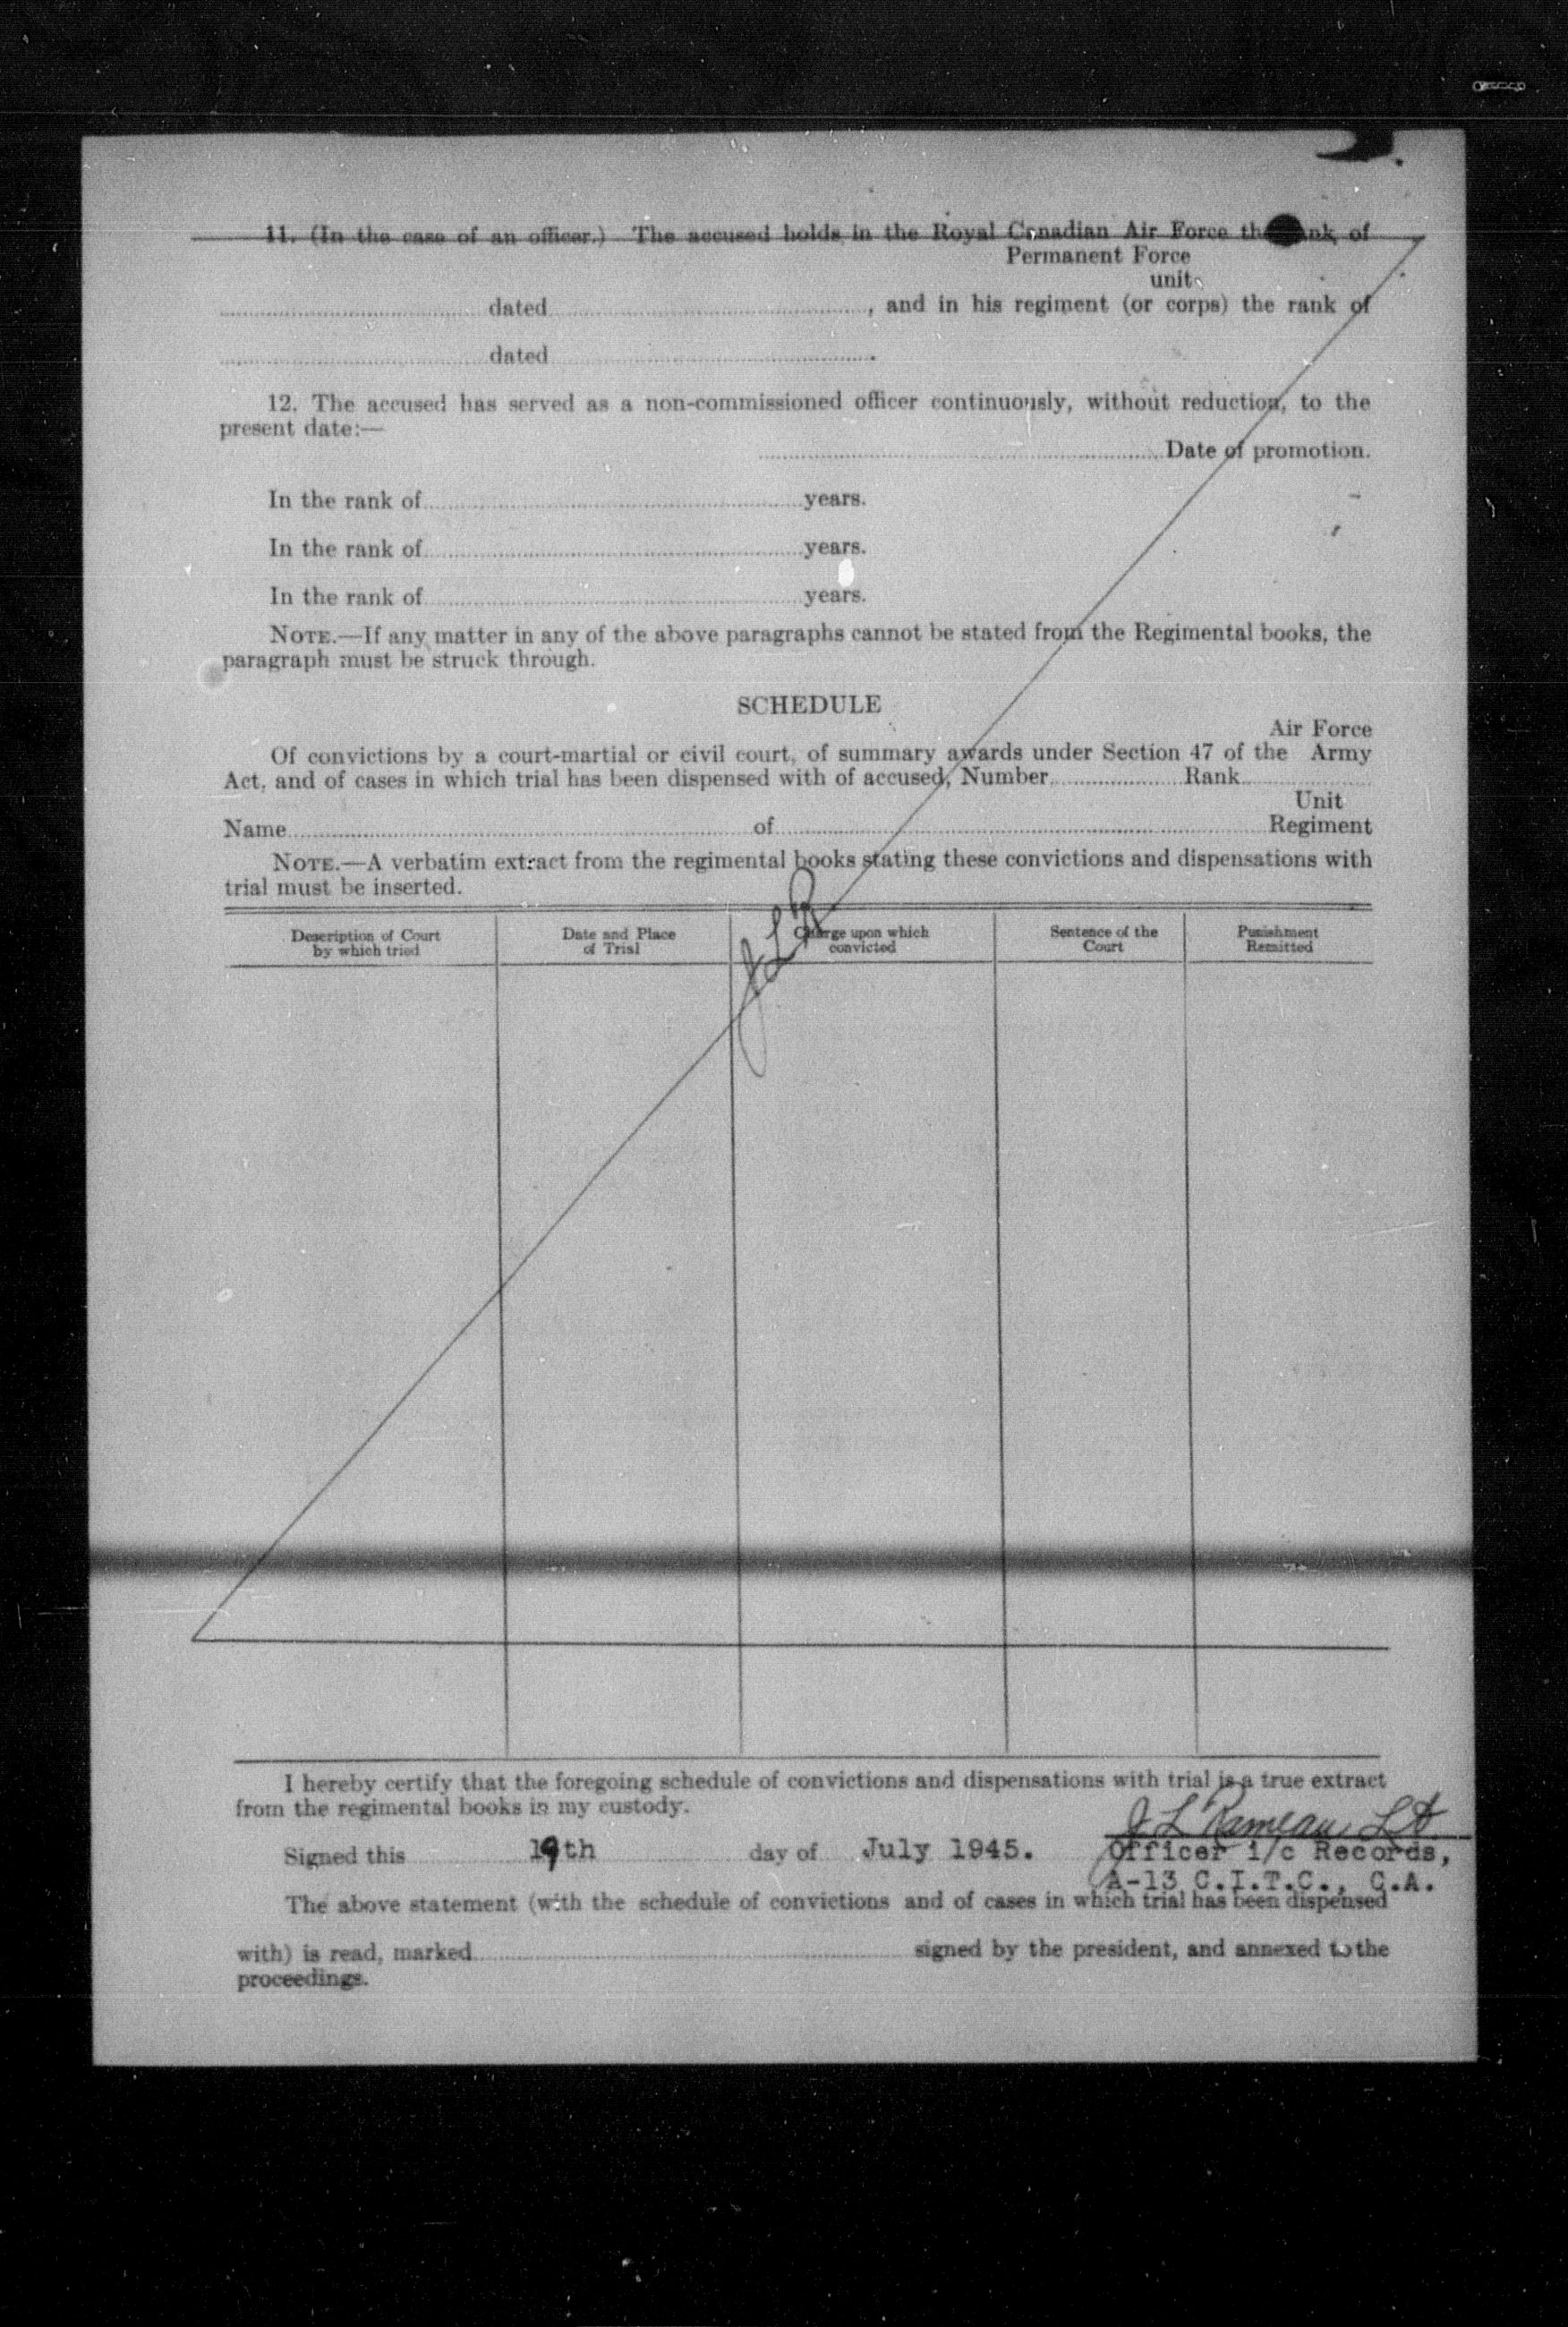 11. (In the case of an officer.) The accused holds in the Royal Canadian Air Force the rank of
Permanent Force
unit
dated , and in his regiment (or corps) the rank of
dated .
12. The accused has served as a non-commissioned officer continuously, without reduction, to the
present date:—
Date of promotion.
In the rank of years.
In the rank of years.
In the rank of years.
NOTE.—If any matter in any of the above paragraphs cannot be stated from the Regimental books, the
paragraph must be struck through.
SCHEDULE
Air Force
Of convictions by a court-martial or civil court, of summary awards under Section 47 of the Army
Act, and of cases in which trial has been dispensed with of accused, Number Rank
Unit
Name of Regiment
NOTE.—A verbatim extract from the regimental books stating these convictions and dispensations with
trial must be inserted.
JLR
Description of Court by which tried
Date and Place of Trial
Charge upon which convicted
Sentence of the Court
Punishment Remitted
I hereby certify that the foregoing schedule of convictions and dispensations with trial is a true extract
from the regimental books in my custody.
J L Rameau Lt
Signed this 19th day of July 1945. Officer i/c Records,
A-13 C.I.T.C., C.A.
The above statement (with the schedule of convictions and of cases in which trial has been dispensed
with) is read, marked signed by the president, and annexed to the
proceedings.